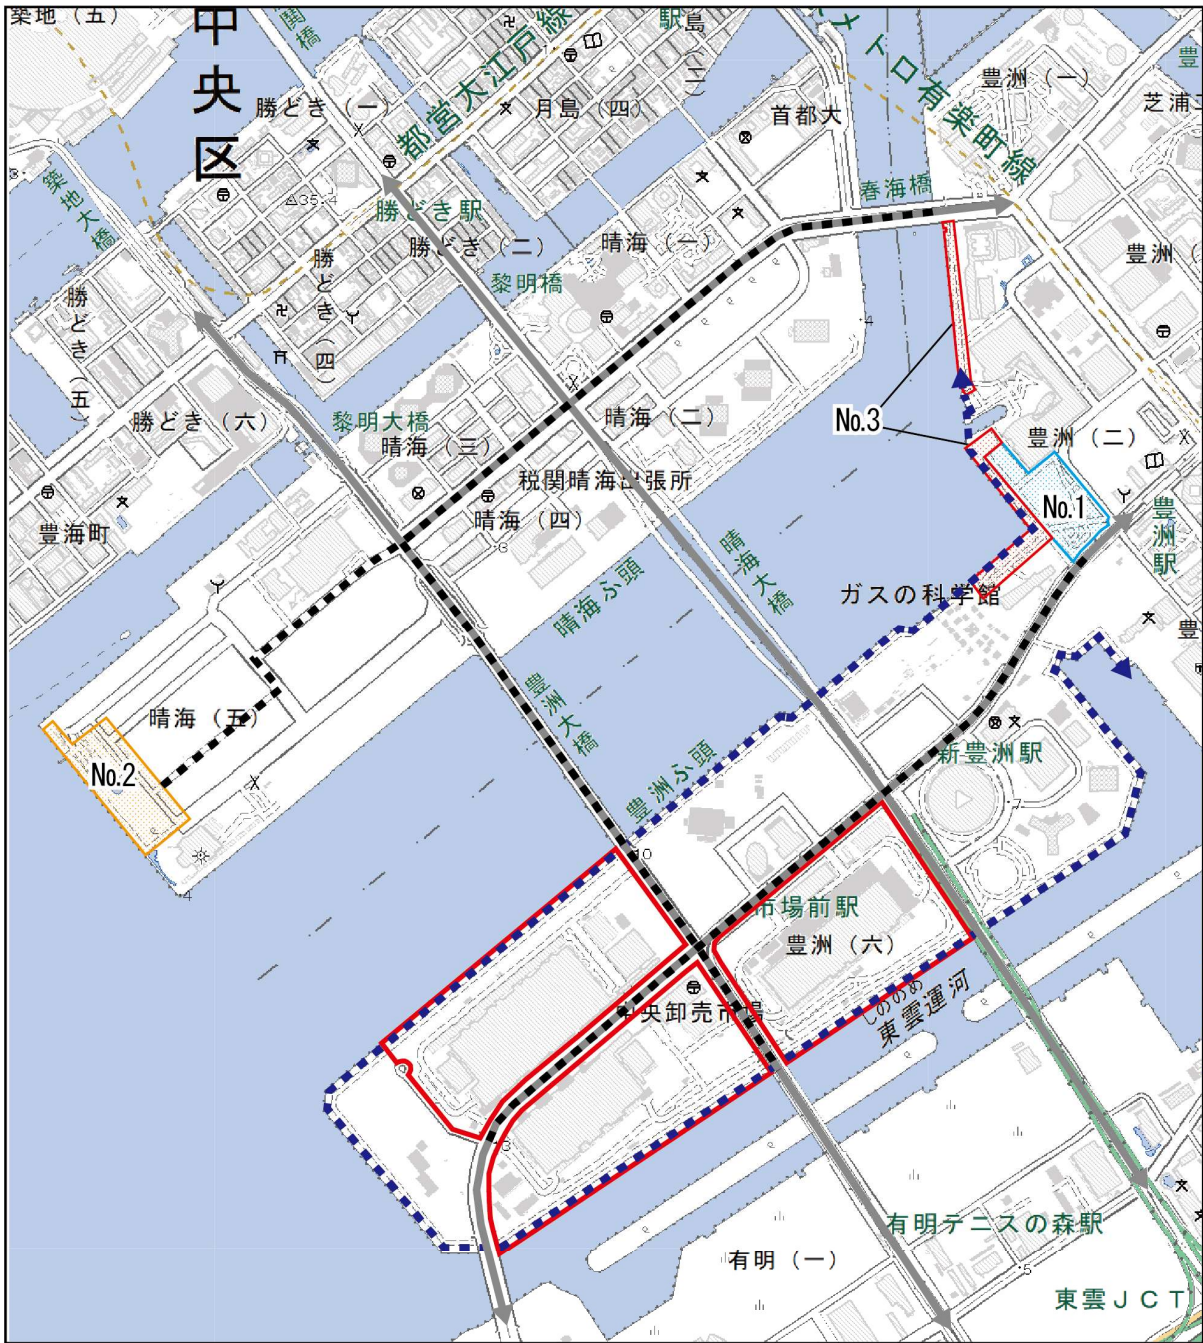 築地（五）
中央区
勝どき（一）
都営大江戸線
月島（四）
首都大
豊洲（一）
メトロ有楽町線
築地大橋
勝どき駅
勝どき（二）
晴海（一）
春海橋
豊洲（
勝どき（五）
勝どき（四）
黎明橋
勝どき（六）
黎明大橋
晴海（三）
晴海（二）
No.3
豊洲（二）
No.1
豊洲駅
税関晴海出張所
晴海（四）
豊海町
晴海ふ頭
晴海大橋
ガスの科学館
晴海（五）
No.2
豊洲大橋
豊洲ふ頭
新豊洲駅
市場前駅
豊洲（六）
中央卸売市場
しののめ
東雲運河
有明テニスの森駅
有明（一）
東雲ＪＣＴ